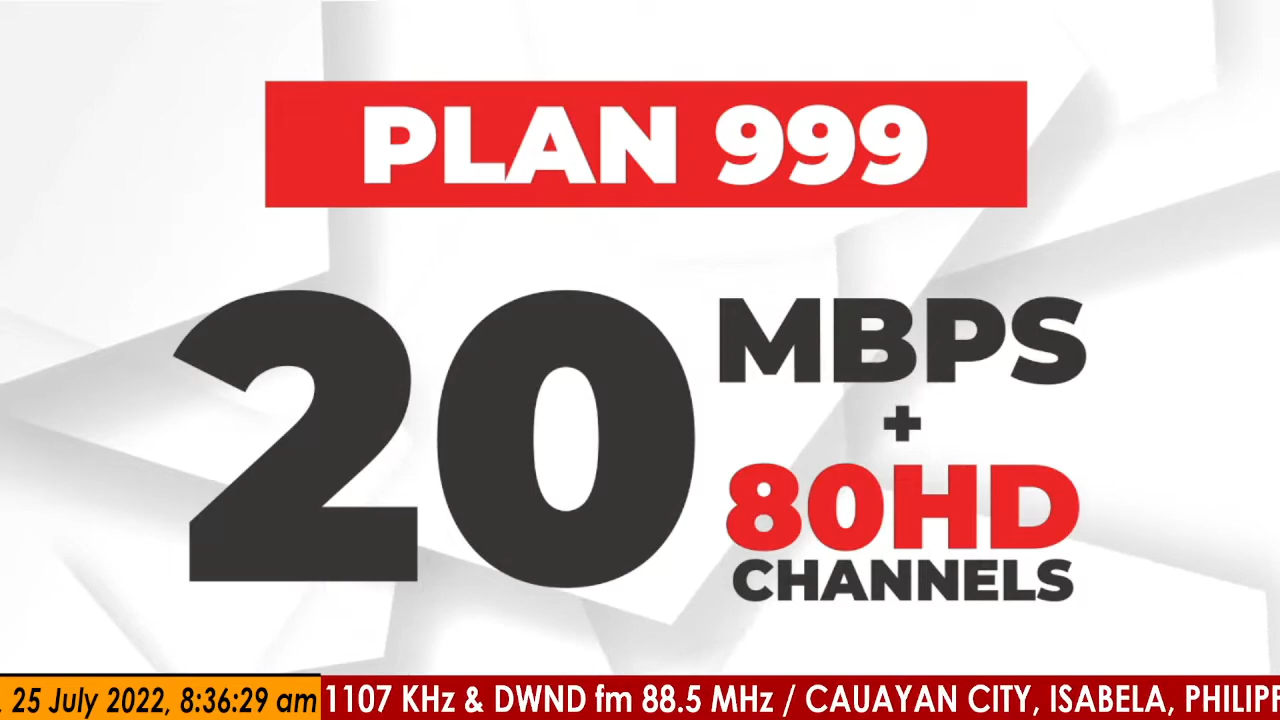 PLAN 999
20 MBPS
+
80HD
CHANNELS
25 July 2022, 8:36:29 am
1107 KHz & DWND fm 88.5 MHz / CAUAYAN CITY, ISABELA,